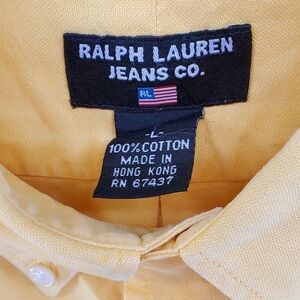 RALPH LAUREN
JEANS CO.
RL
-L-
100% COTTON
MADE IN
HONG KONG
RN 67437